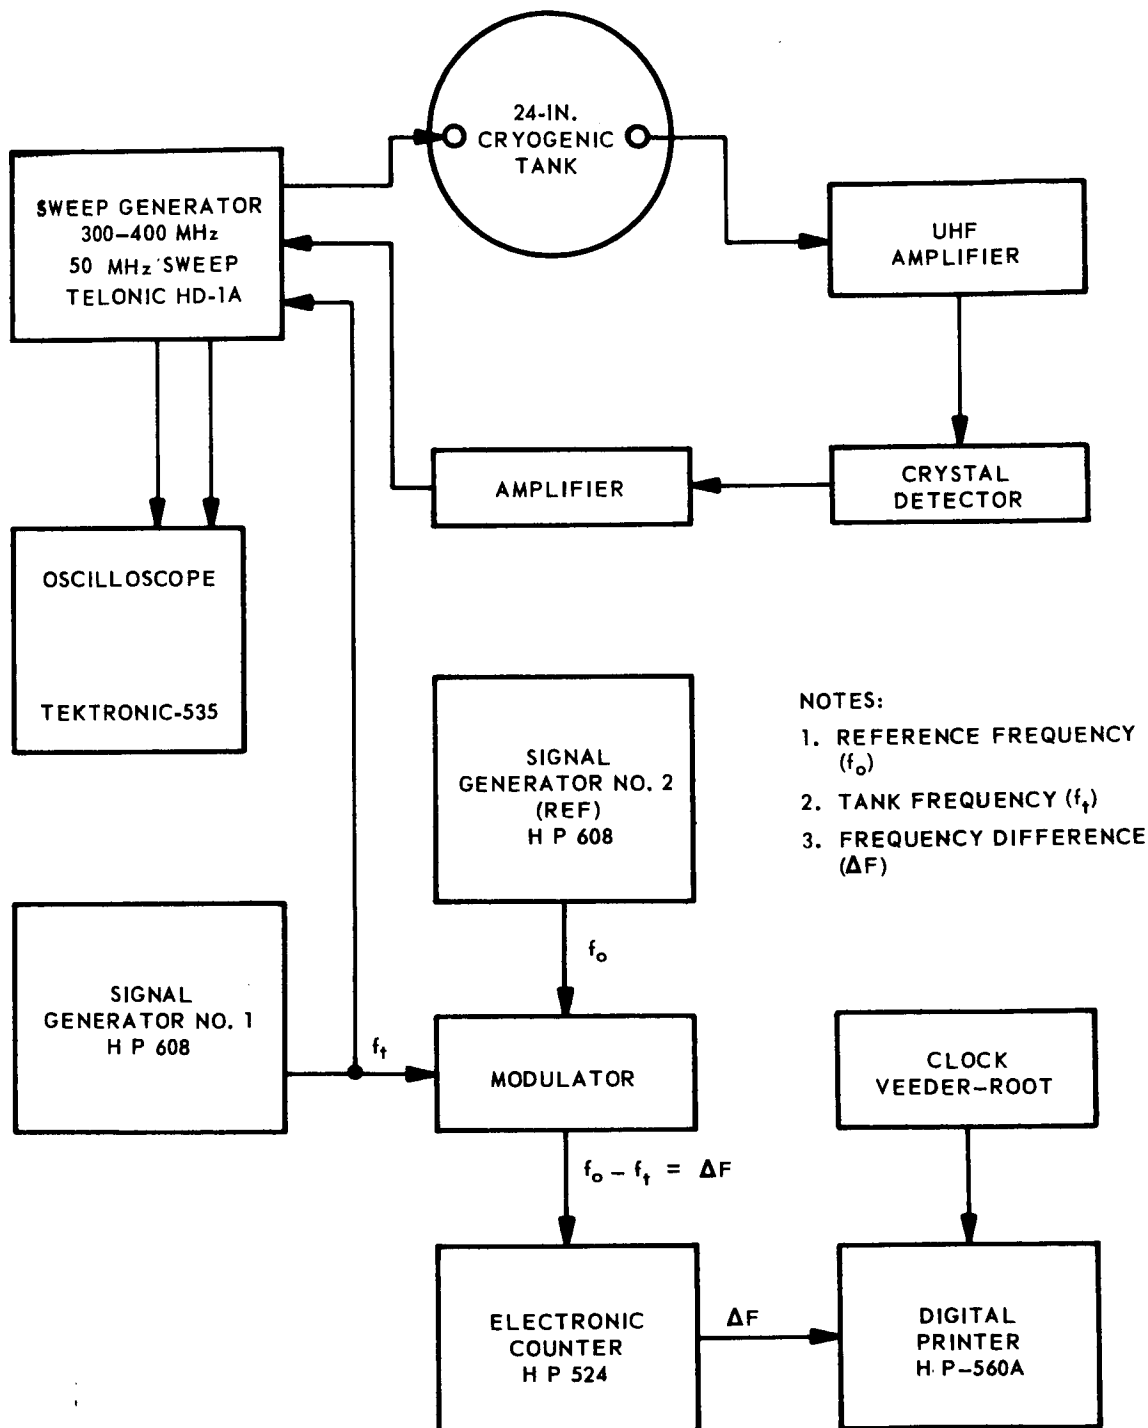 24-IN.
CRYOGENIC
TANK
SWEEP GENERATOR
300–400 MHz
50 MHz SWEEP
TELONIC HD-1A
UHF
AMPLIFIER
AMPLIFIER
CRYSTAL
DETECTOR
OSCILLOSCOPE
TEKTRONIC-535
SIGNAL
GENERATOR NO. 2
(REF)
H P 608
NOTES:
1. REFERENCE FREQUENCY
(fo)
2. TANK FREQUENCY (ft)
3. FREQUENCY DIFFERENCE
(ΔF)
fo
SIGNAL
GENERATOR NO. 1
H P 608
ft
MODULATOR
CLOCK
VEEDER–ROOT
fo – ft = ΔF
ELECTRONIC
COUNTER
H P 524
ΔF
DIGITAL
PRINTER
H P–560A